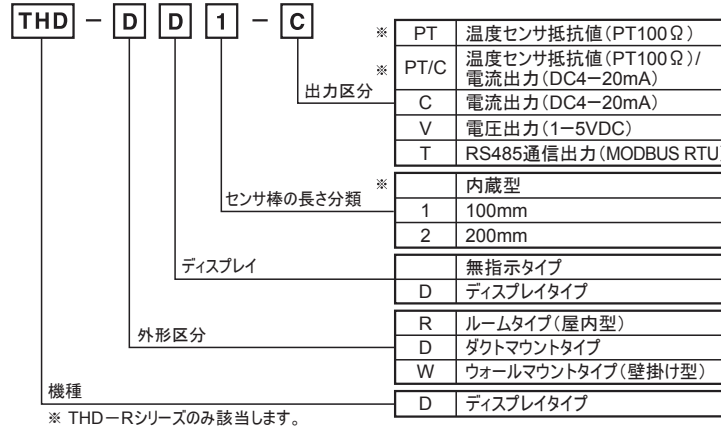 THD - D D 1 - C
※ PT 温度センサ抵抗値(PT100Ω)
※ PT/C 温度センサ抵抗値(PT100Ω)/
電流出力(DC4−20mA)
出力区分
C 電流出力(DC4−20mA)
V 電圧出力(1−5VDC)
T RS485通信出力(MODBUS RTU)
※ 内蔵型
センサ棒の長さ分類
1 100mm
2 200mm
ディスプレイ
無指示タイプ
D ディスプレイタイプ
R ルームタイプ(屋内型)
外形区分
D ダクトマウントタイプ
W ウォールマウントタイプ(壁掛け型)
機種
D ディスプレイタイプ
※ THD−Rシリーズのみ該当します。